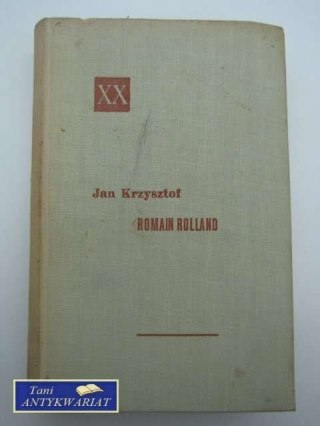 XX
Jan Krzysztof
ROMAIN ROLLAND
Tani
ANTYKWARIAT